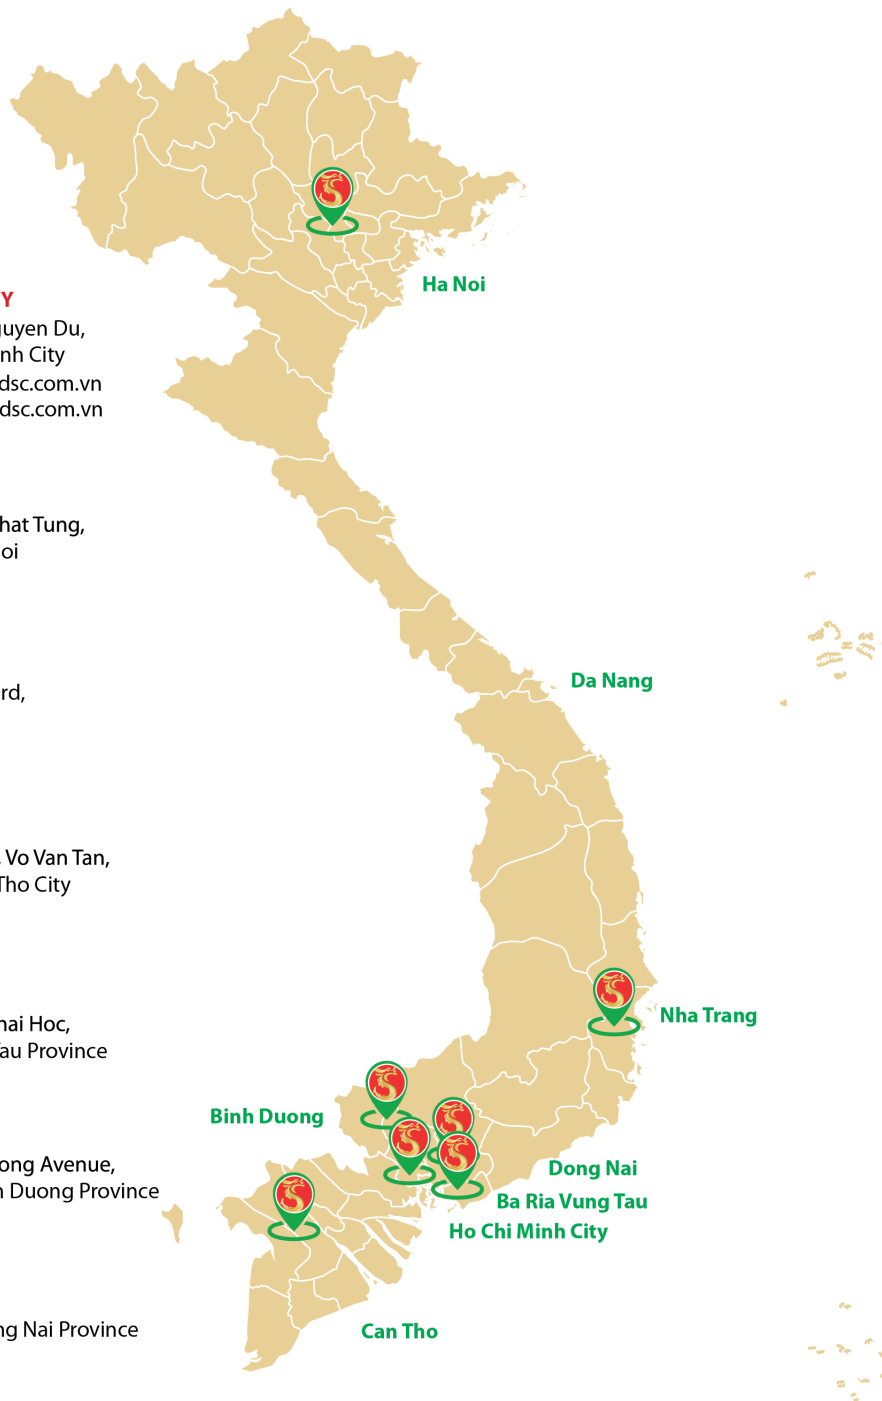 Y
guyen Du,
nh City
dsc.com.vn
dsc.com.vn
hat Tung,
oi
rd,
, Vo Van Tan,
Tho City
hai Hoc,
Tau Province
ong Avenue,
h Duong Province
ng Nai Province
Ha Noi
Da Nang
Nha Trang
Binh Duong
Dong Nai
Ba Ria Vung Tau
Ho Chi Minh City
Can Tho